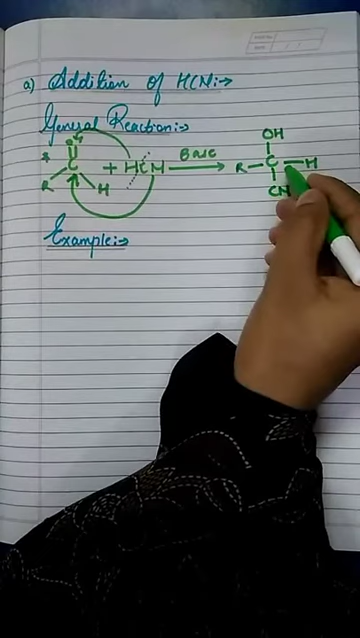 a) Addition of HCN:→
General Reaction:→
O OH
R C H + HCN Base → R – C – H
CN
Example:→